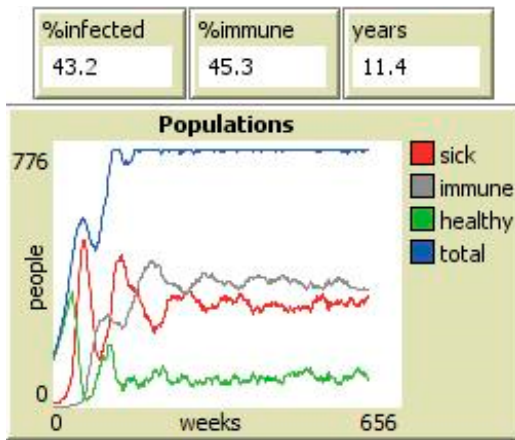 %infected %immune years
43.2 45.3 11.4
Populations
776
people
0
0 weeks 656
sick
immune
healthy
total